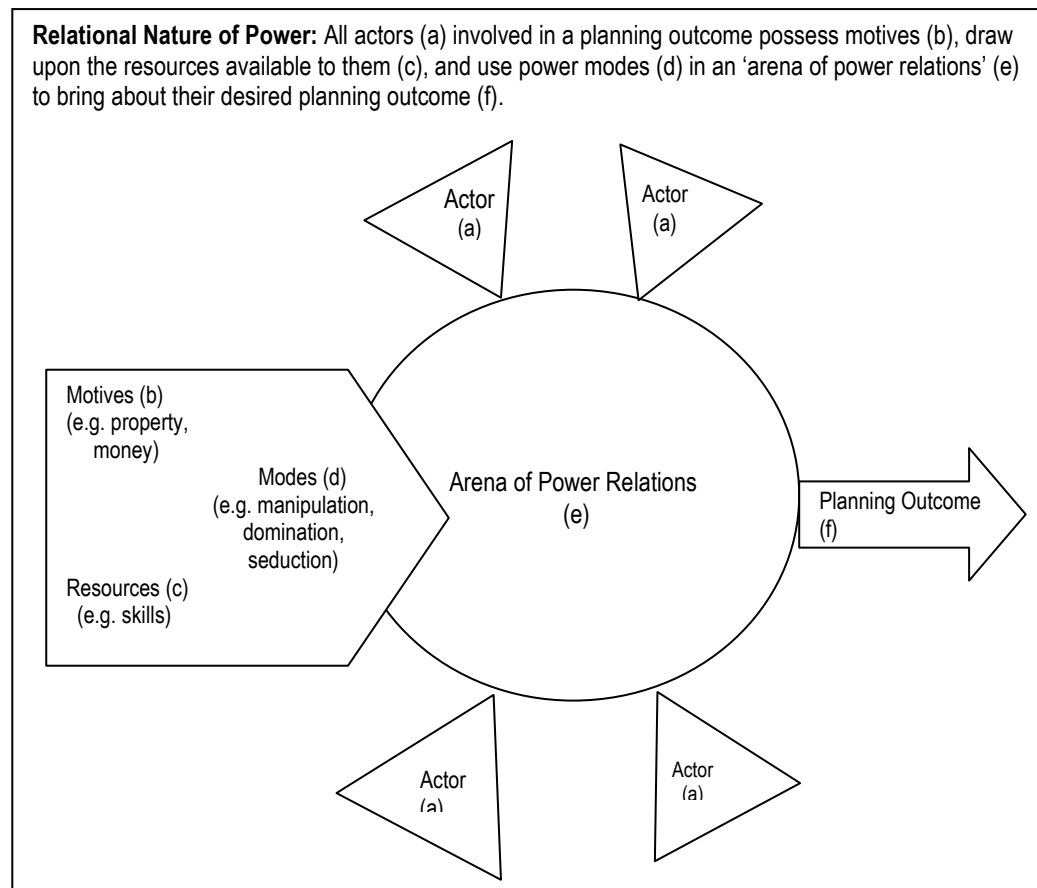 Relational Nature of Power: All actors (a) involved in a planning outcome possess motives (b), draw
upon the resources available to them (c), and use power modes (d) in an ‘arena of power relations’ (e)
to bring about their desired planning outcome (f).
Actor
(a)
Actor
(a)
Motives (b)
(e.g. property,
money)
Modes (d)
(e.g. manipulation,
domination,
seduction)
Resources (c)
(e.g. skills)
Arena of Power Relations
(e)
Planning Outcome
(f)
Actor
(a)
Actor
(a)